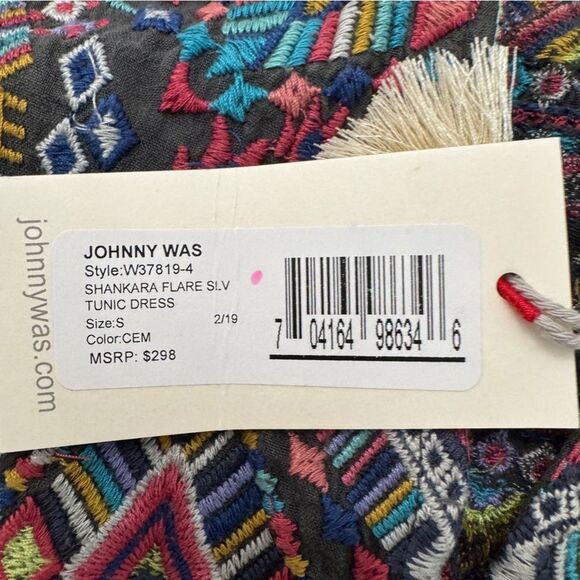 johnnywas.com
JOHNNY WAS
Style:W37819-4
SHANKARA FLARE SLV
TUNIC DRESS
Size:S 2/19
Color:CEM
MSRP: $298
7 04164 98634 6